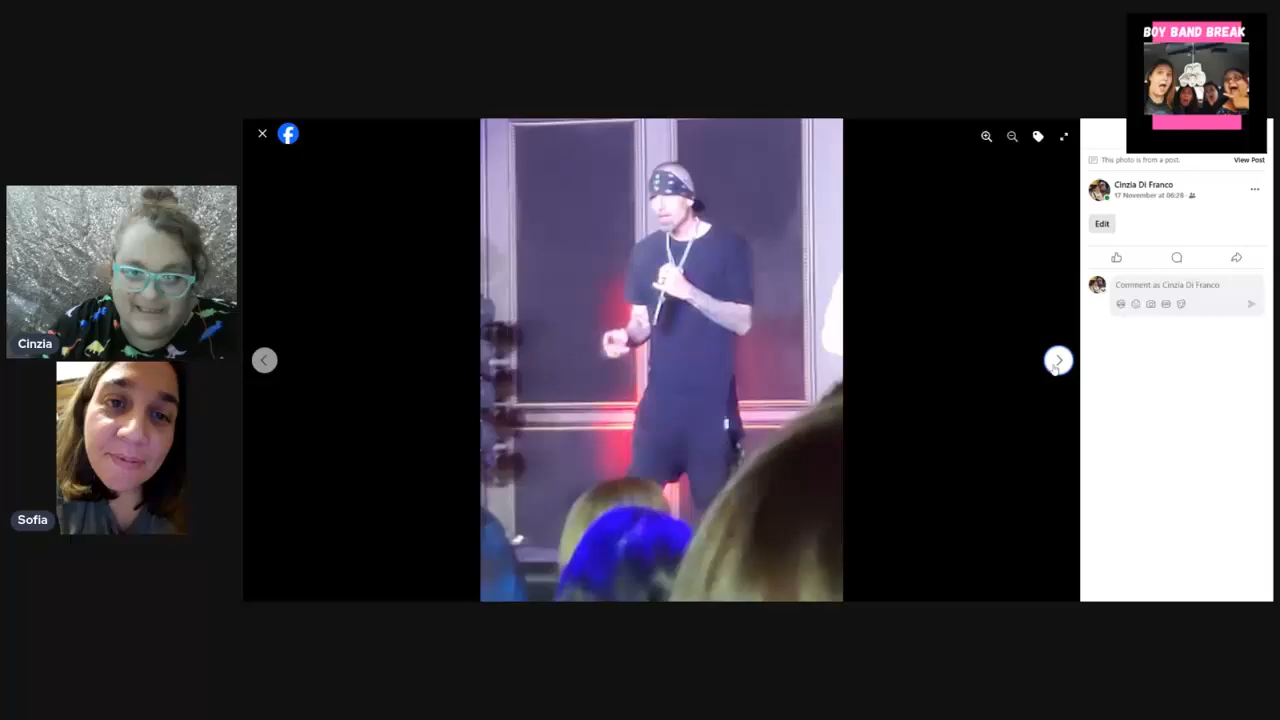 BOY BAND BREAK
This photo is from a post.
View Post
Cinzia Di Franco
17 November at 06:28
Edit
Comment as Cinzia Di Franco
Cinzia
Sofia